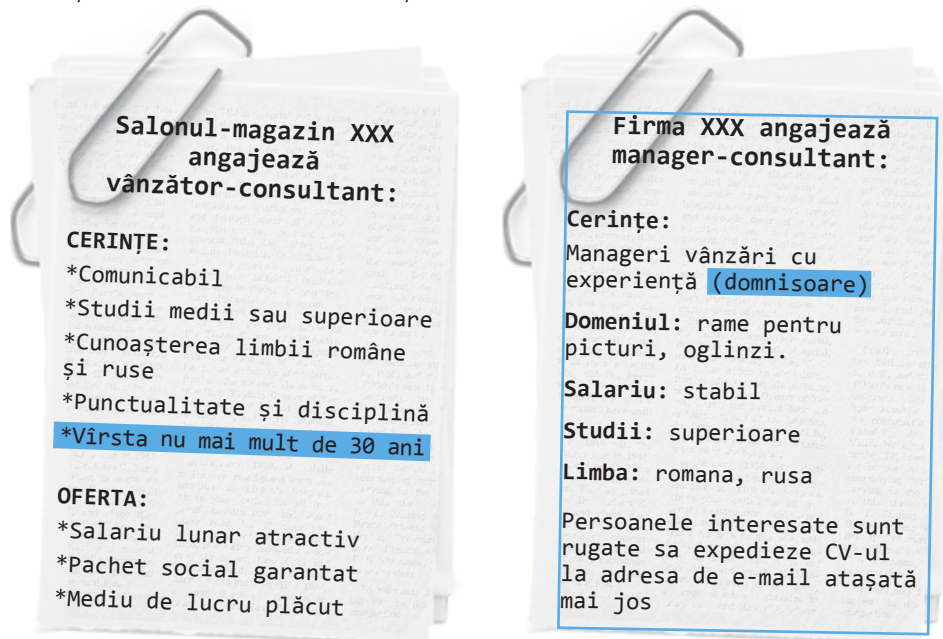 Salonul-magazin XXX
angajează
vânzător-consultant:
CERINȚE:
*Comunicabil
*Studii medii sau superioare
*Cunoașterea limbii române
și ruse
*Punctualitate și disciplină
*Vîrsta nu mai mult de 30 ani
OFERTA:
*Salariu lunar atractiv
*Pachet social garantat
*Mediu de lucru plăcut
Firma XXX angajează
manager-consultant:
Cerințe:
Manageri vânzări cu
experiență (domnisoare)
Domeniul: rame pentru
picturi, oglinzi.
Salariu: stabil
Studii: superioare
Limba: romana, rusa
Persoanele interesate sunt
rugate sa expedieze CV-ul
la adresa de e-mail atașată
mai jos